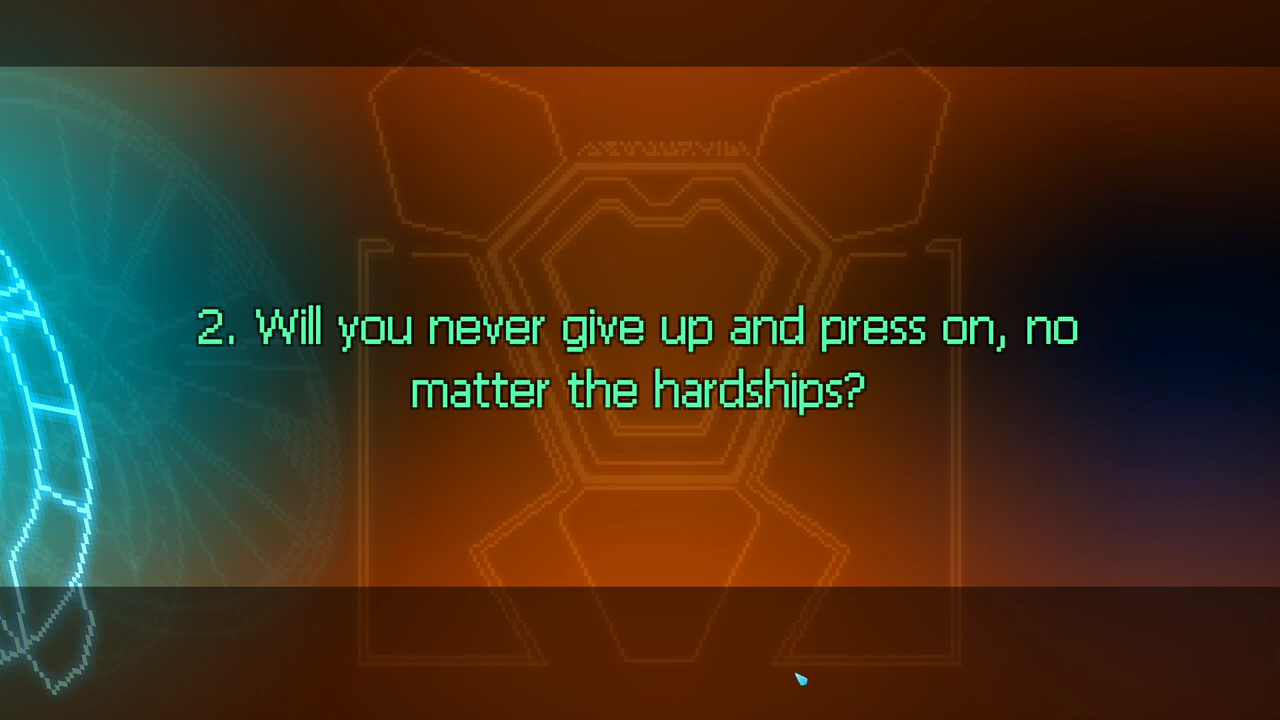 2. Will you never give up and press on, no
matter the hardships?